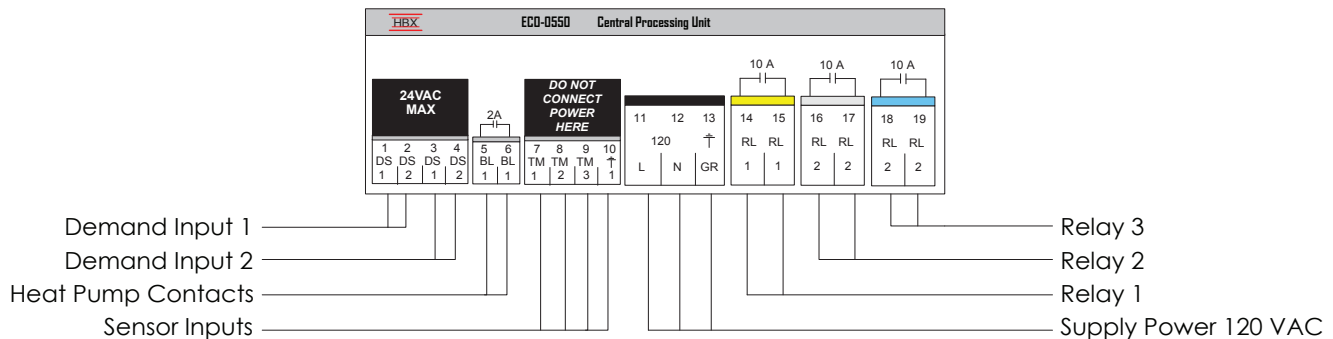 HBX ECO-0550 Central Processing Unit
10 A 10 A 10 A
24VAC
MAX
2A
DO NOT
CONNECT
POWER
HERE
1 2 3 4
DS DS DS DS
1 2 1 2
5 6
BL BL
1 1
7 8 9 10
TM TM TM
1 2 3 1
11 12 13
120
L N GR
14 15
RL RL
1 1
16 17
RL RL
2 2
18 19
RL RL
2 2
Demand Input 1
Demand Input 2
Heat Pump Contacts
Sensor Inputs
Relay 3
Relay 2
Relay 1
Supply Power 120 VAC